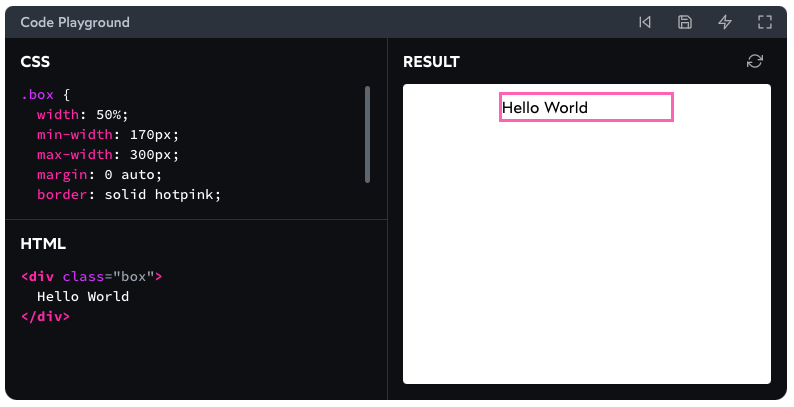 Code Playground
CSS
.box {
  width: 50%;
  min-width: 170px;
  max-width: 300px;
  margin: 0 auto;
  border: solid hotpink;
HTML
<div class="box">
  Hello World
</div>
RESULT
Hello World